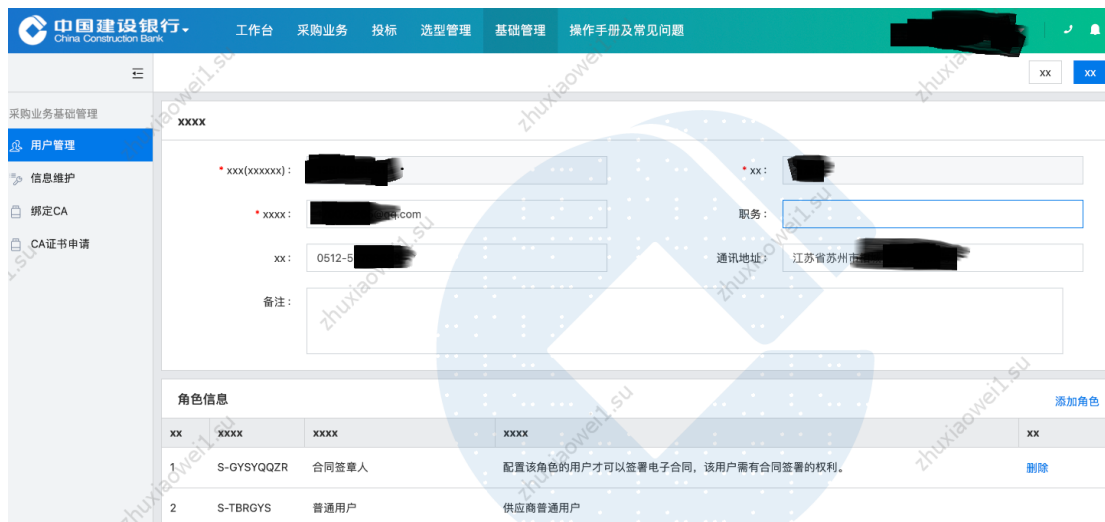 中国建设银行
China Construction Bank
工作台 采购业务 投标 选型管理 基础管理 操作手册及常见问题
xx xx
采购业务基础管理
用户管理
信息维护
绑定CA
CA证书申请
xxxx
* xxx(xxxxxx) :
* xx :
* xxxx : @qq.com
职务 :
xx : 0512-5
通讯地址 : 江苏省苏州市
备注 :
角色信息 添加角色
xx xxxx xxxx xxxx xx
1 S-GYSYQQZR 合同签章人 配置该角色的用户才可以签署电子合同，该用户需有合同签署的权利。 删除
2 S-TBRGYS 普通用户 供应商普通用户
zhuxiaowei1.su